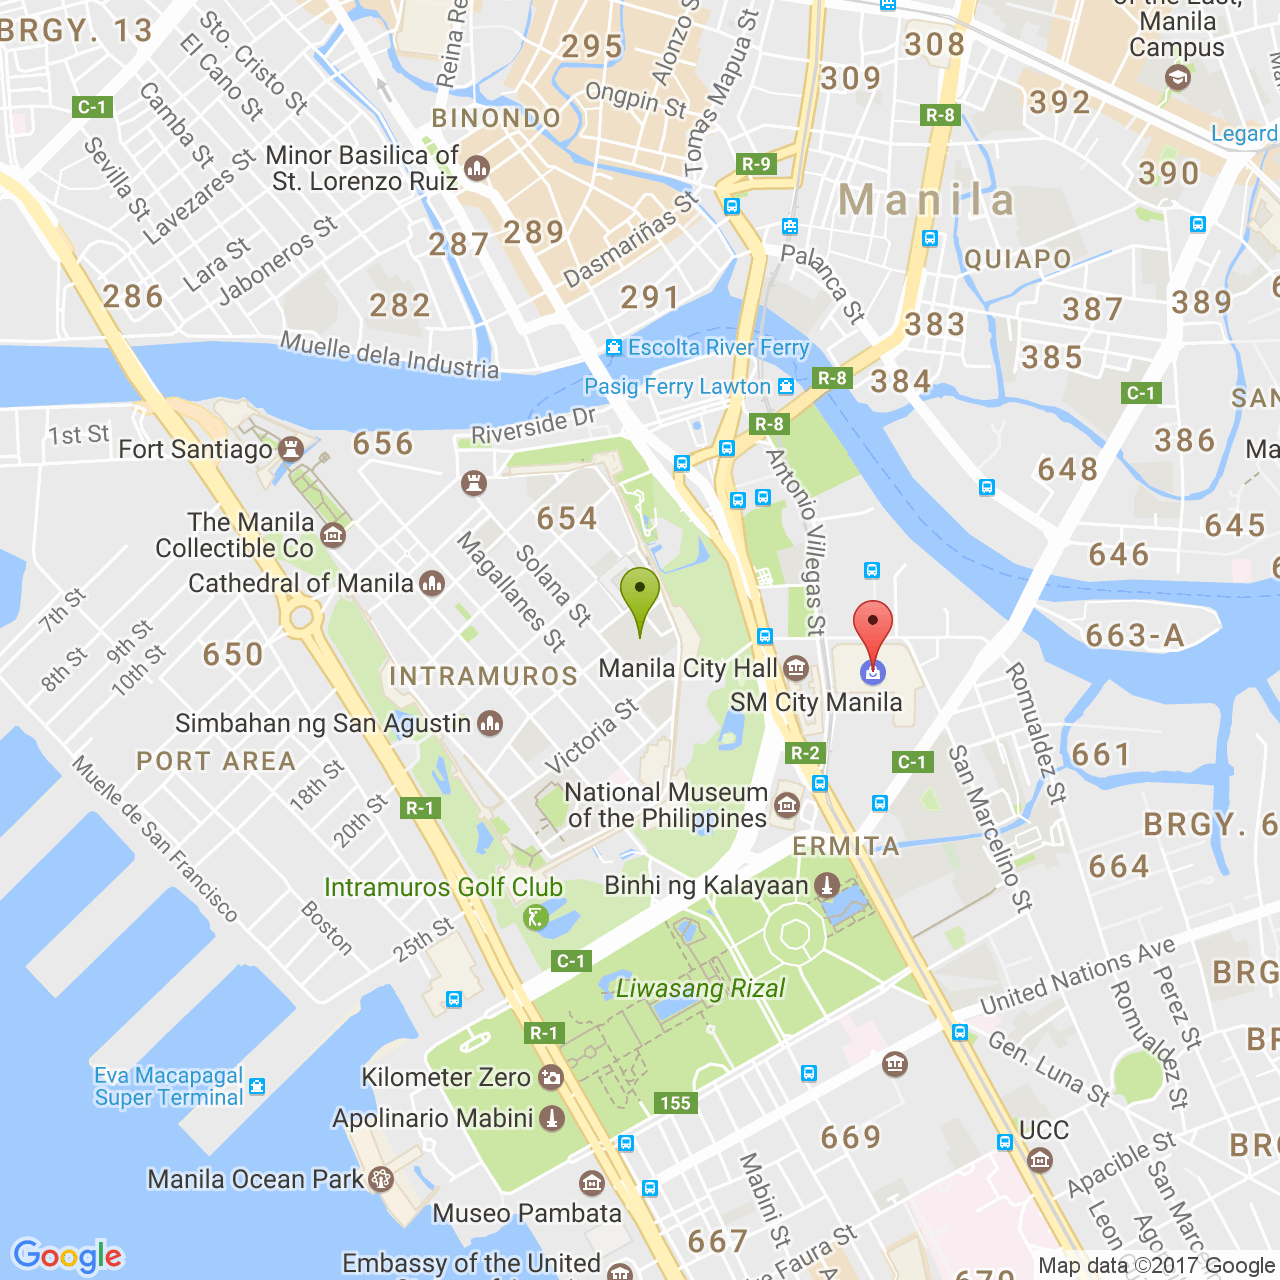 BRGY. 13
Sto. Cristo St
El Cano St
Reina Re
295
Alonzo S
Tomas Mapua St
308
309
of the East,
Manila
Campus
392
C-1
Camba St
Sevilla St
Lavezares St
BINONDO
Ongpin St
R-8
R-9
Legard
390
Minor Basilica of
St. Lorenzo Ruiz
Manila
Lara St
Jaboneros St
287
289
Dasmariñas St
Palanca St
QUIAPO
286
282
291
387
389
383
Muelle dela Industria
Escolta River Ferry
385
Pasig Ferry Lawton
R-8
384
C-1
SAN
1st St
Riverside Dr
R-8
Fort Santiago
656
386
Ma
648
Antonio Villegas St
654
The Manila
Collectible Co
Solana St
Magallanes St
645
646
Cathedral of Manila
7th St
9th St
8th St
10th St
650
663-A
Manila City Hall
INTRAMUROS
SM City Manila
Romualdez St
Simbahan ng San Agustin
Victoria St
PORT AREA
R-2
C-1
661
San Marcelino St
18th St
20th St
R-1
Muelle de San Francisco
National Museum
of the Philippines
BRGY. 6
ERMITA
664
Intramuros Golf Club
Binhi ng Kalayaan
Boston
25th St
C-1
Liwasang Rizal
United Nations Ave
BRG
Perez St
Romualdez St
R-1
Gen. Luna St
BR
Eva Macapagal
Super Terminal
Kilometer Zero
155
Apolinario Mabini
669
UCC
BRG
Apacible St
Manila Ocean Park
Mabini St
San Marc
Museo Pambata
667
Faura St
Leon
Ago
Embassy of the United
Google
Map data ©2017 Google